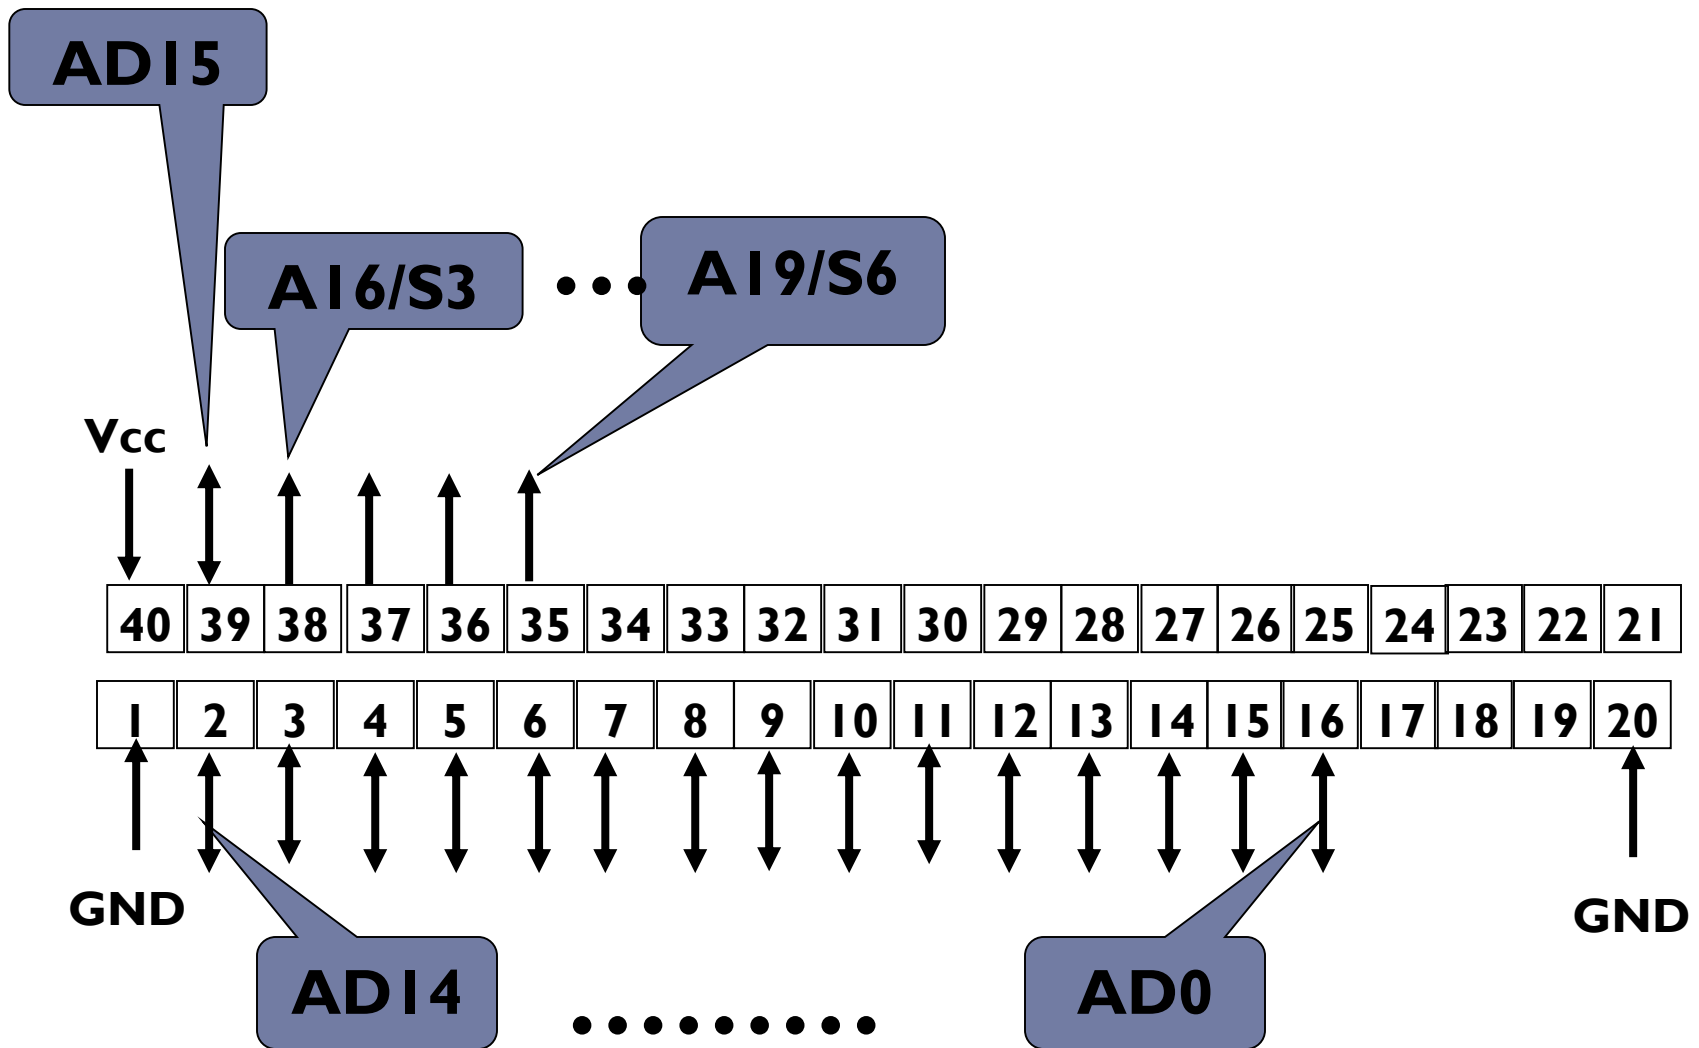 AD15
A16/S3 ... A19/S6
Vcc
40 39 38 37 36 35 34 33 32 31 30 29 28 27 26 25 24 23 22 21
1 2 3 4 5 6 7 8 9 10 11 12 13 14 15 16 17 18 19 20
GND GND
AD14 ......... AD0